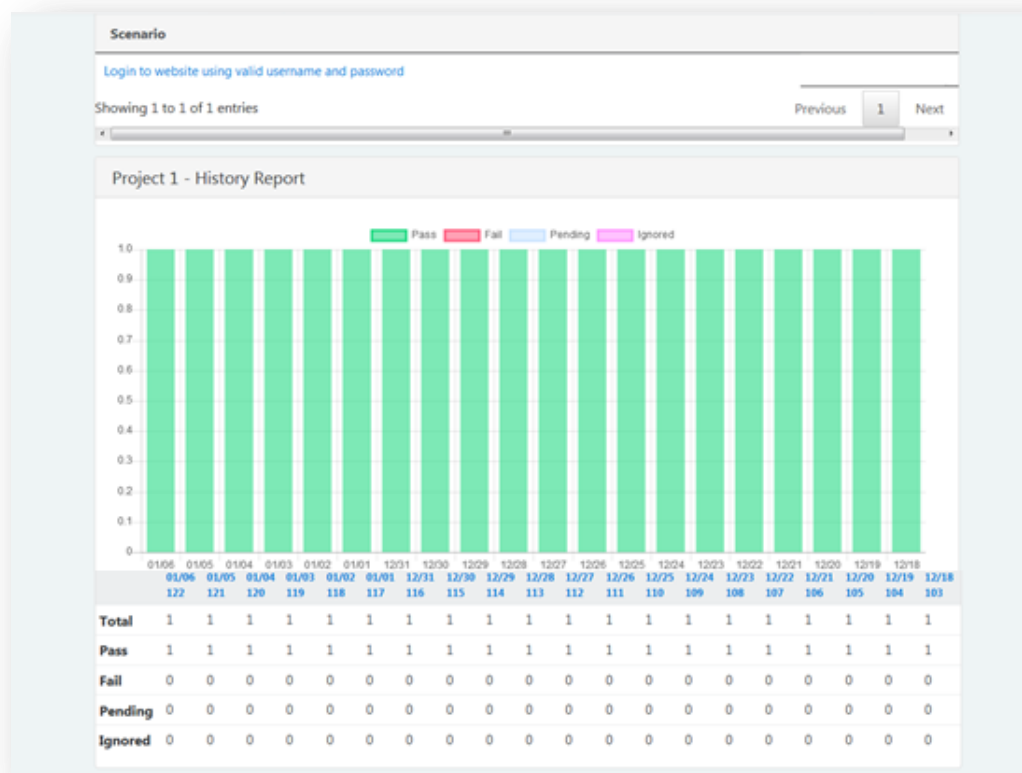 Scenario
Login to website using valid username and password
Showing 1 to 1 of 1 entries Previous 1 Next
Project 1 - History Report
Pass Fail Pending Ignored
1.0
0.9
0.8
0.7
0.6
0.5
0.4
0.3
0.2
0.1
0
01/06 01/05 01/04 01/03 01/02 01/01 12/31 12/30 12/29 12/28 12/27 12/26 12/25 12/24 12/23 12/22 12/21 12/20 12/19 12/18
01/06 01/05 01/04 01/03 01/02 01/01 12/31 12/30 12/29 12/28 12/27 12/26 12/25 12/24 12/23 12/22 12/21 12/20 12/19 12/18
122 121 120 119 118 117 116 115 114 113 112 111 110 109 108 107 106 105 104 103
Total 1 1 1 1 1 1 1 1 1 1 1 1 1 1 1 1 1 1 1 1
Pass 1 1 1 1 1 1 1 1 1 1 1 1 1 1 1 1 1 1 1 1
Fail 0 0 0 0 0 0 0 0 0 0 0 0 0 0 0 0 0 0 0 0
Pending 0 0 0 0 0 0 0 0 0 0 0 0 0 0 0 0 0 0 0 0
Ignored 0 0 0 0 0 0 0 0 0 0 0 0 0 0 0 0 0 0 0 0